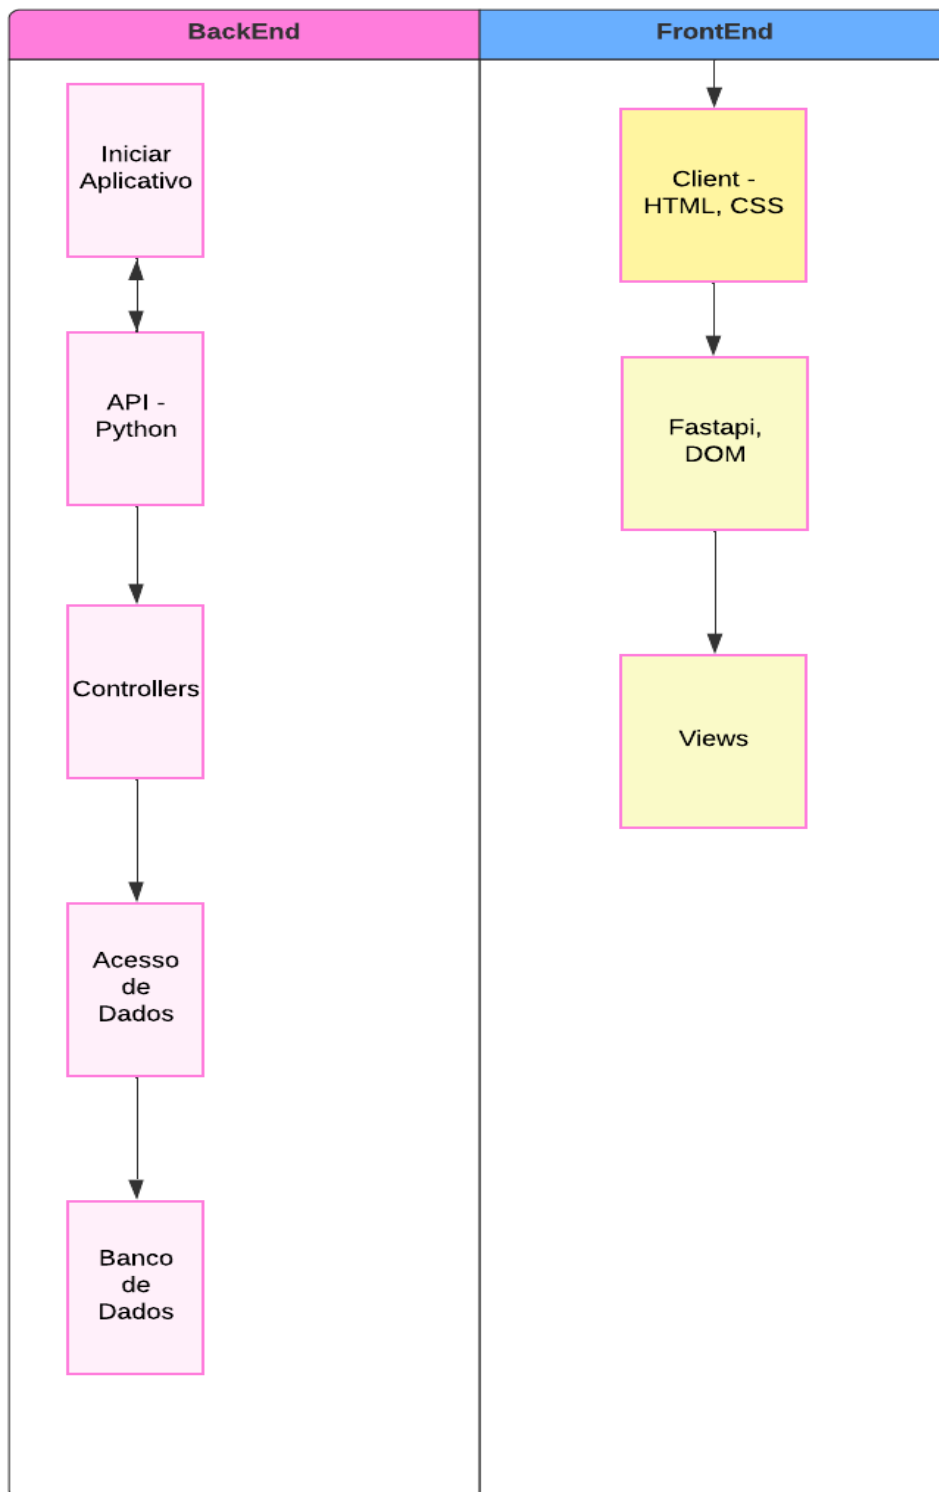 BackEnd
FrontEnd
Iniciar
Aplicativo
API -
Python
Controllers
Acesso
de
Dados
Banco
de
Dados
Client -
HTML, CSS
Fastapi,
DOM
Views